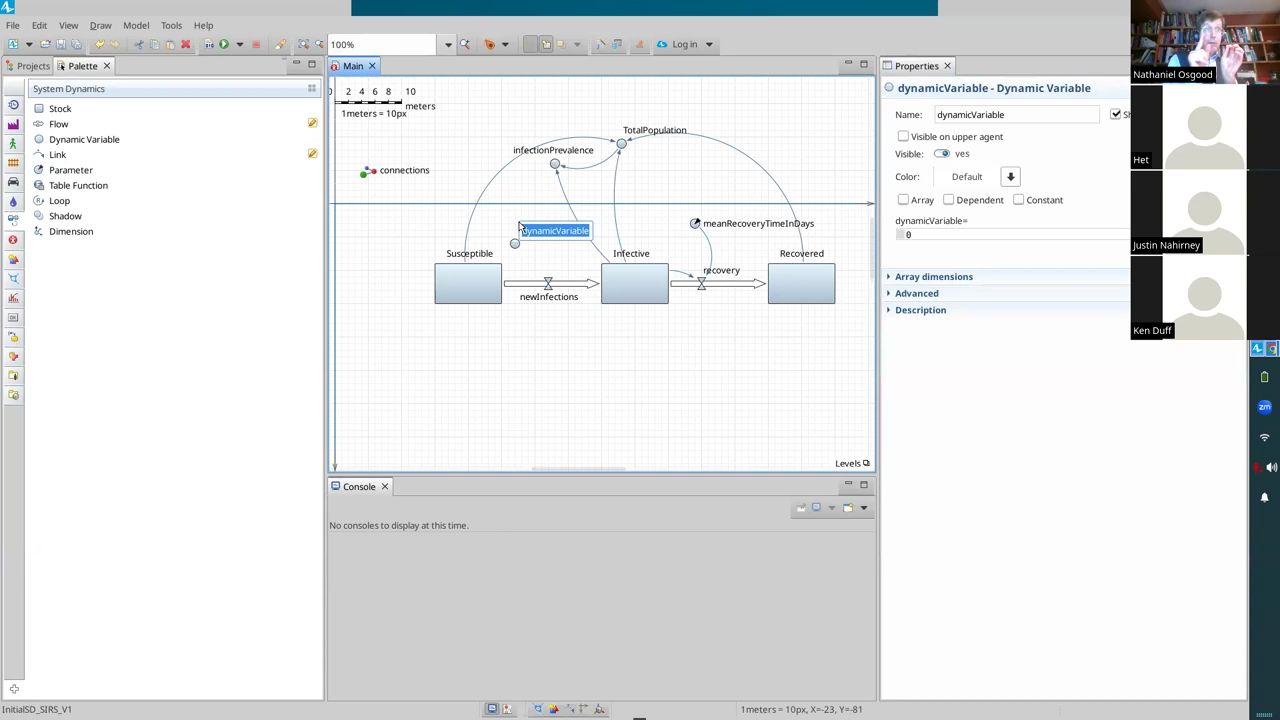 File Edit View Draw Model Tools Help
100%
Log in
Projects
Palette
System Dynamics
Stock
Flow
Dynamic Variable
Link
Parameter
Table Function
Loop
Shadow
Dimension
Main
0 2 4 6 8 10
meters
1meters = 10px
TotalPopulation
infectionPrevalence
connections
dynamicVariable
meanRecoveryTimeInDays
Susceptible
Infective
recovery
Recovered
newInfections
Levels
Console
No consoles to display at this time.
Properties
dynamicVariable - Dynamic Variable
Name: dynamicVariable
Visible on upper agent
Visible: yes
Color: Default
Array Dependent Constant
dynamicVariable=
0
Array dimensions
Advanced
Description
Nathaniel Osgood
Het
Justin Nahirney
Ken Duff
zm
InitialSD_SIRS_V1
1meters = 10px, X=-23, Y=-81